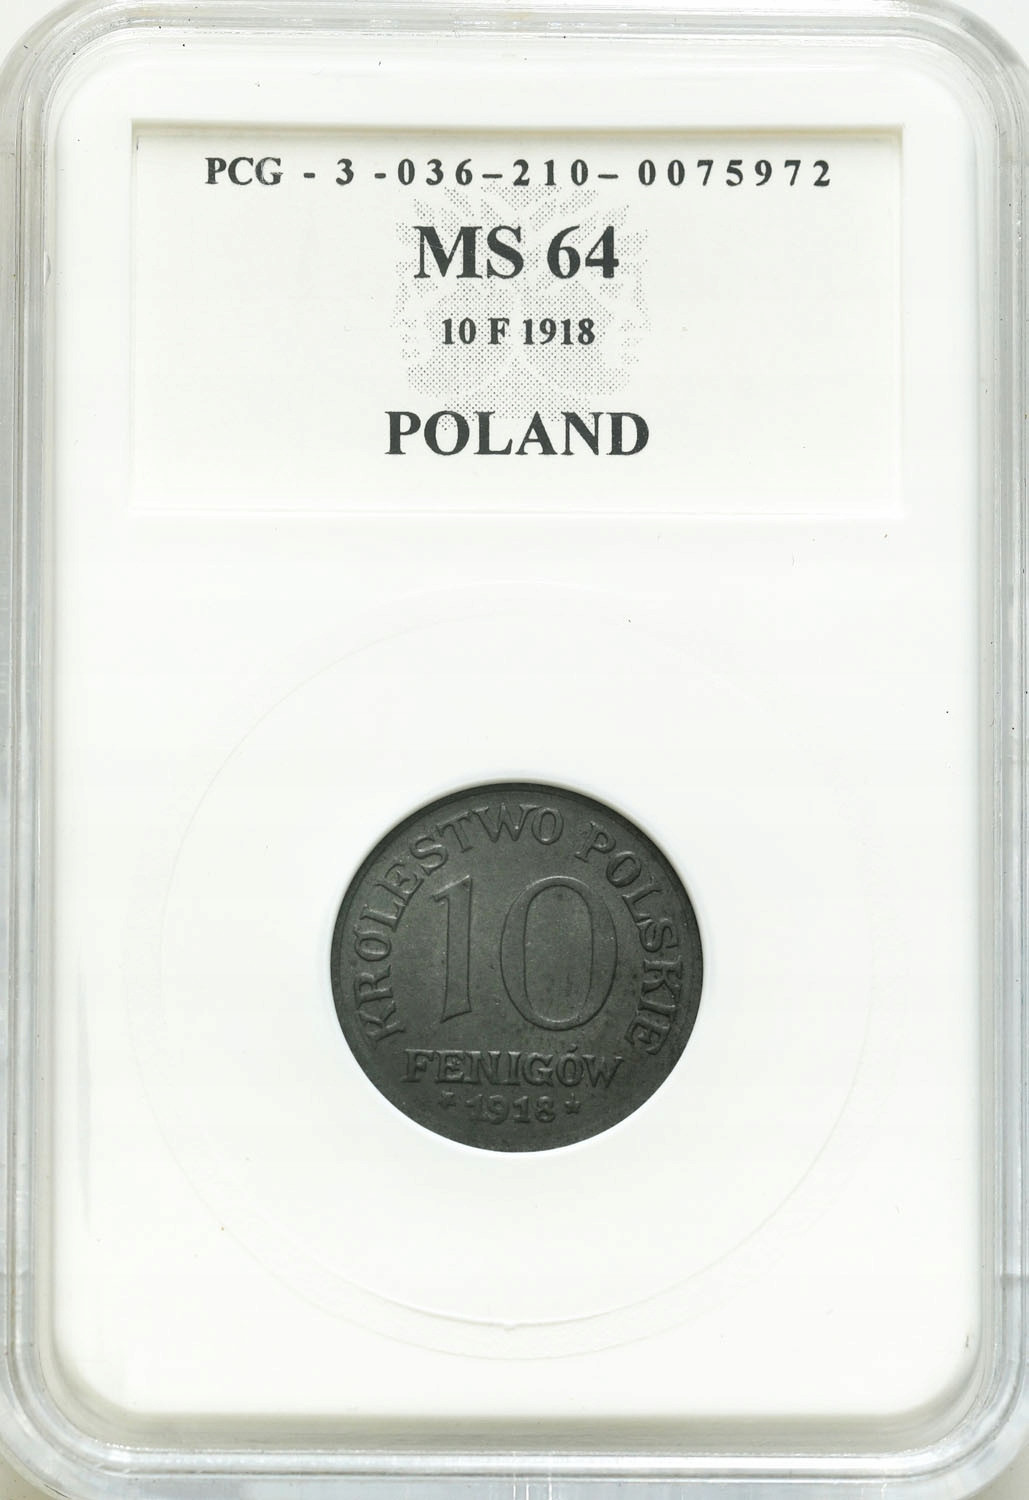 PCG - 3 - 036-210-0075972
MS 64
10 F 1918
POLAND
KRÓLESTWO POLSKIE
10
FENIGÓW
* 1918 *